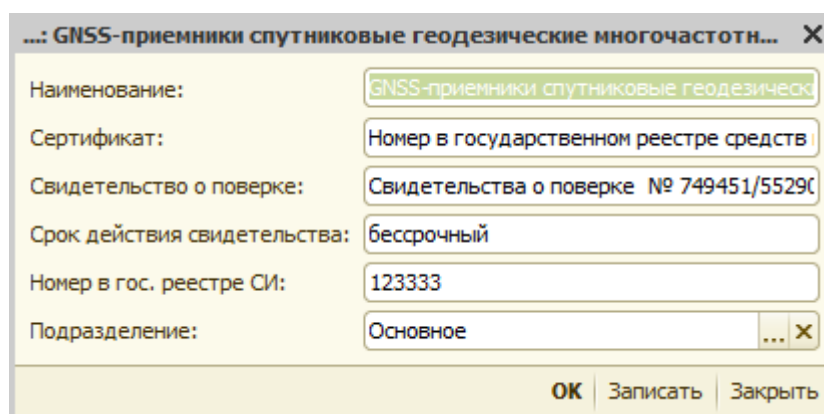 ...: GNSS-приемники спутниковые геодезические многочастотн... ×
Наименование: GNSS-приемники спутниковые геодезически
Сертификат: Номер в государственном реестре средств
Свидетельство о поверке: Свидетельства о поверке № 749451/55290
Срок действия свидетельства: бессрочный
Номер в гос. реестре СИ: 123333
Подразделение: Основное ... ×
OK Записать Закрыть